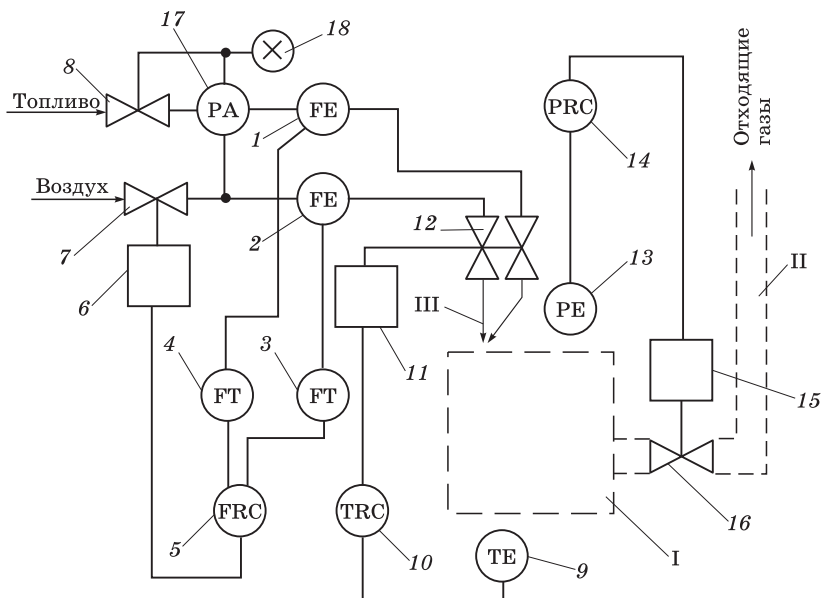 17
18
8
Топливо
PA
FE
1
PRC
14
Отходящие
газы
Воздух
FE
2
7
12
13
PE
II
6
III
4
3
11
FT
FT
15
FRC
5
TRC
10
16
TE
9
I